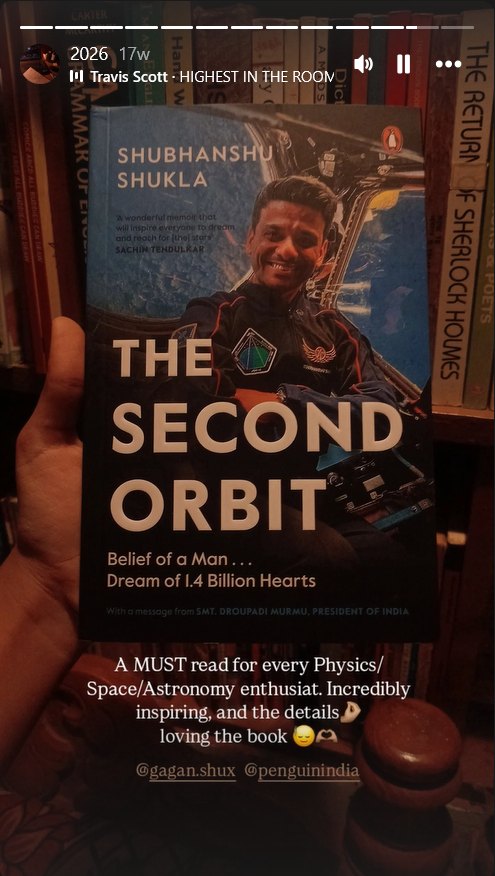 2026 17w
Travis Scott · HIGHEST IN THE ROOM
SHUBHANSHU
SHUKLA
'A wonderful memoir that
will inspire everyone to dream
and reach for [the] stars'
SACHIN TENDULKAR
THE
SECOND
ORBIT
Belief of a Man . . .
Dream of 1.4 Billion Hearts
With a message from SMT. DROUPADI MURMU, PRESIDENT OF INDIA
THE RETURN OF SHERLOCK HOLMES
A MUST read for every Physics/
Space/Astronomy enthusiat. Incredibly
inspiring, and the details👌
loving the book 😌🫶
@gagan.shux @penguinindia